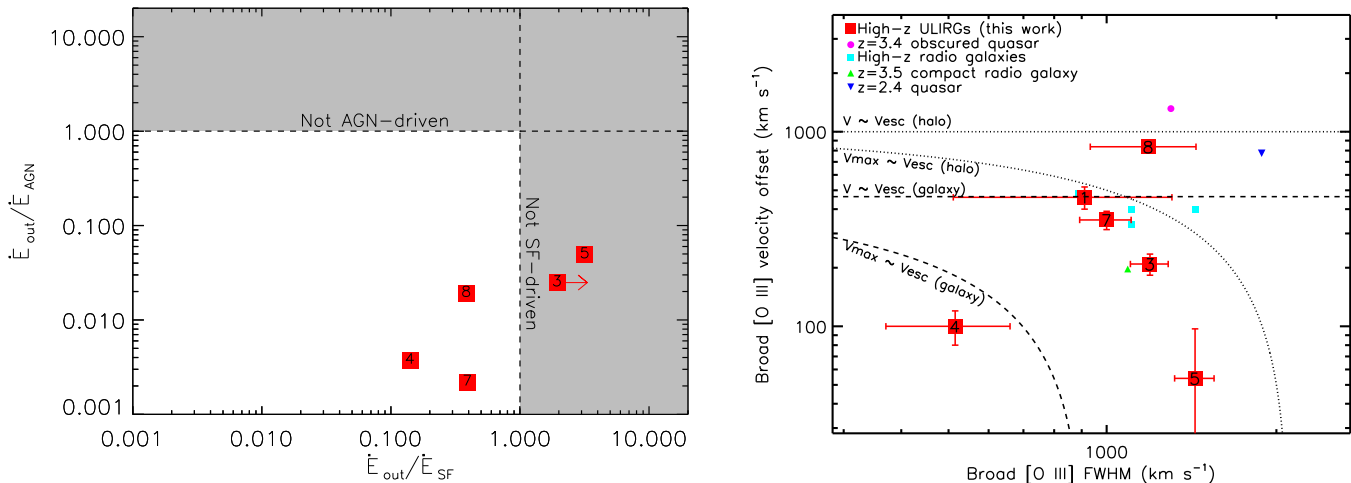 10.000
1.000
0.100
0.010
0.001
Ė_out/Ė_AGN
Not AGN-driven
Not SF-driven
5
3
8
4
7
0.001 0.010 0.100 1.000 10.000
Ė_out/Ė_SF
High-z ULIRGs (this work)
z=3.4 obscured quasar
High-z radio galaxies
z=3.5 compact radio galaxy
z=2.4 quasar
V ~ Vesc (halo)
Vmax ~ Vesc (halo)
V ~ Vesc (galaxy)
Vmax ~ Vesc (galaxy)
8
1
7
3
4
5
1000
100
Broad [O III] velocity offset (km s⁻¹)
1000
Broad [O III] FWHM (km s⁻¹)